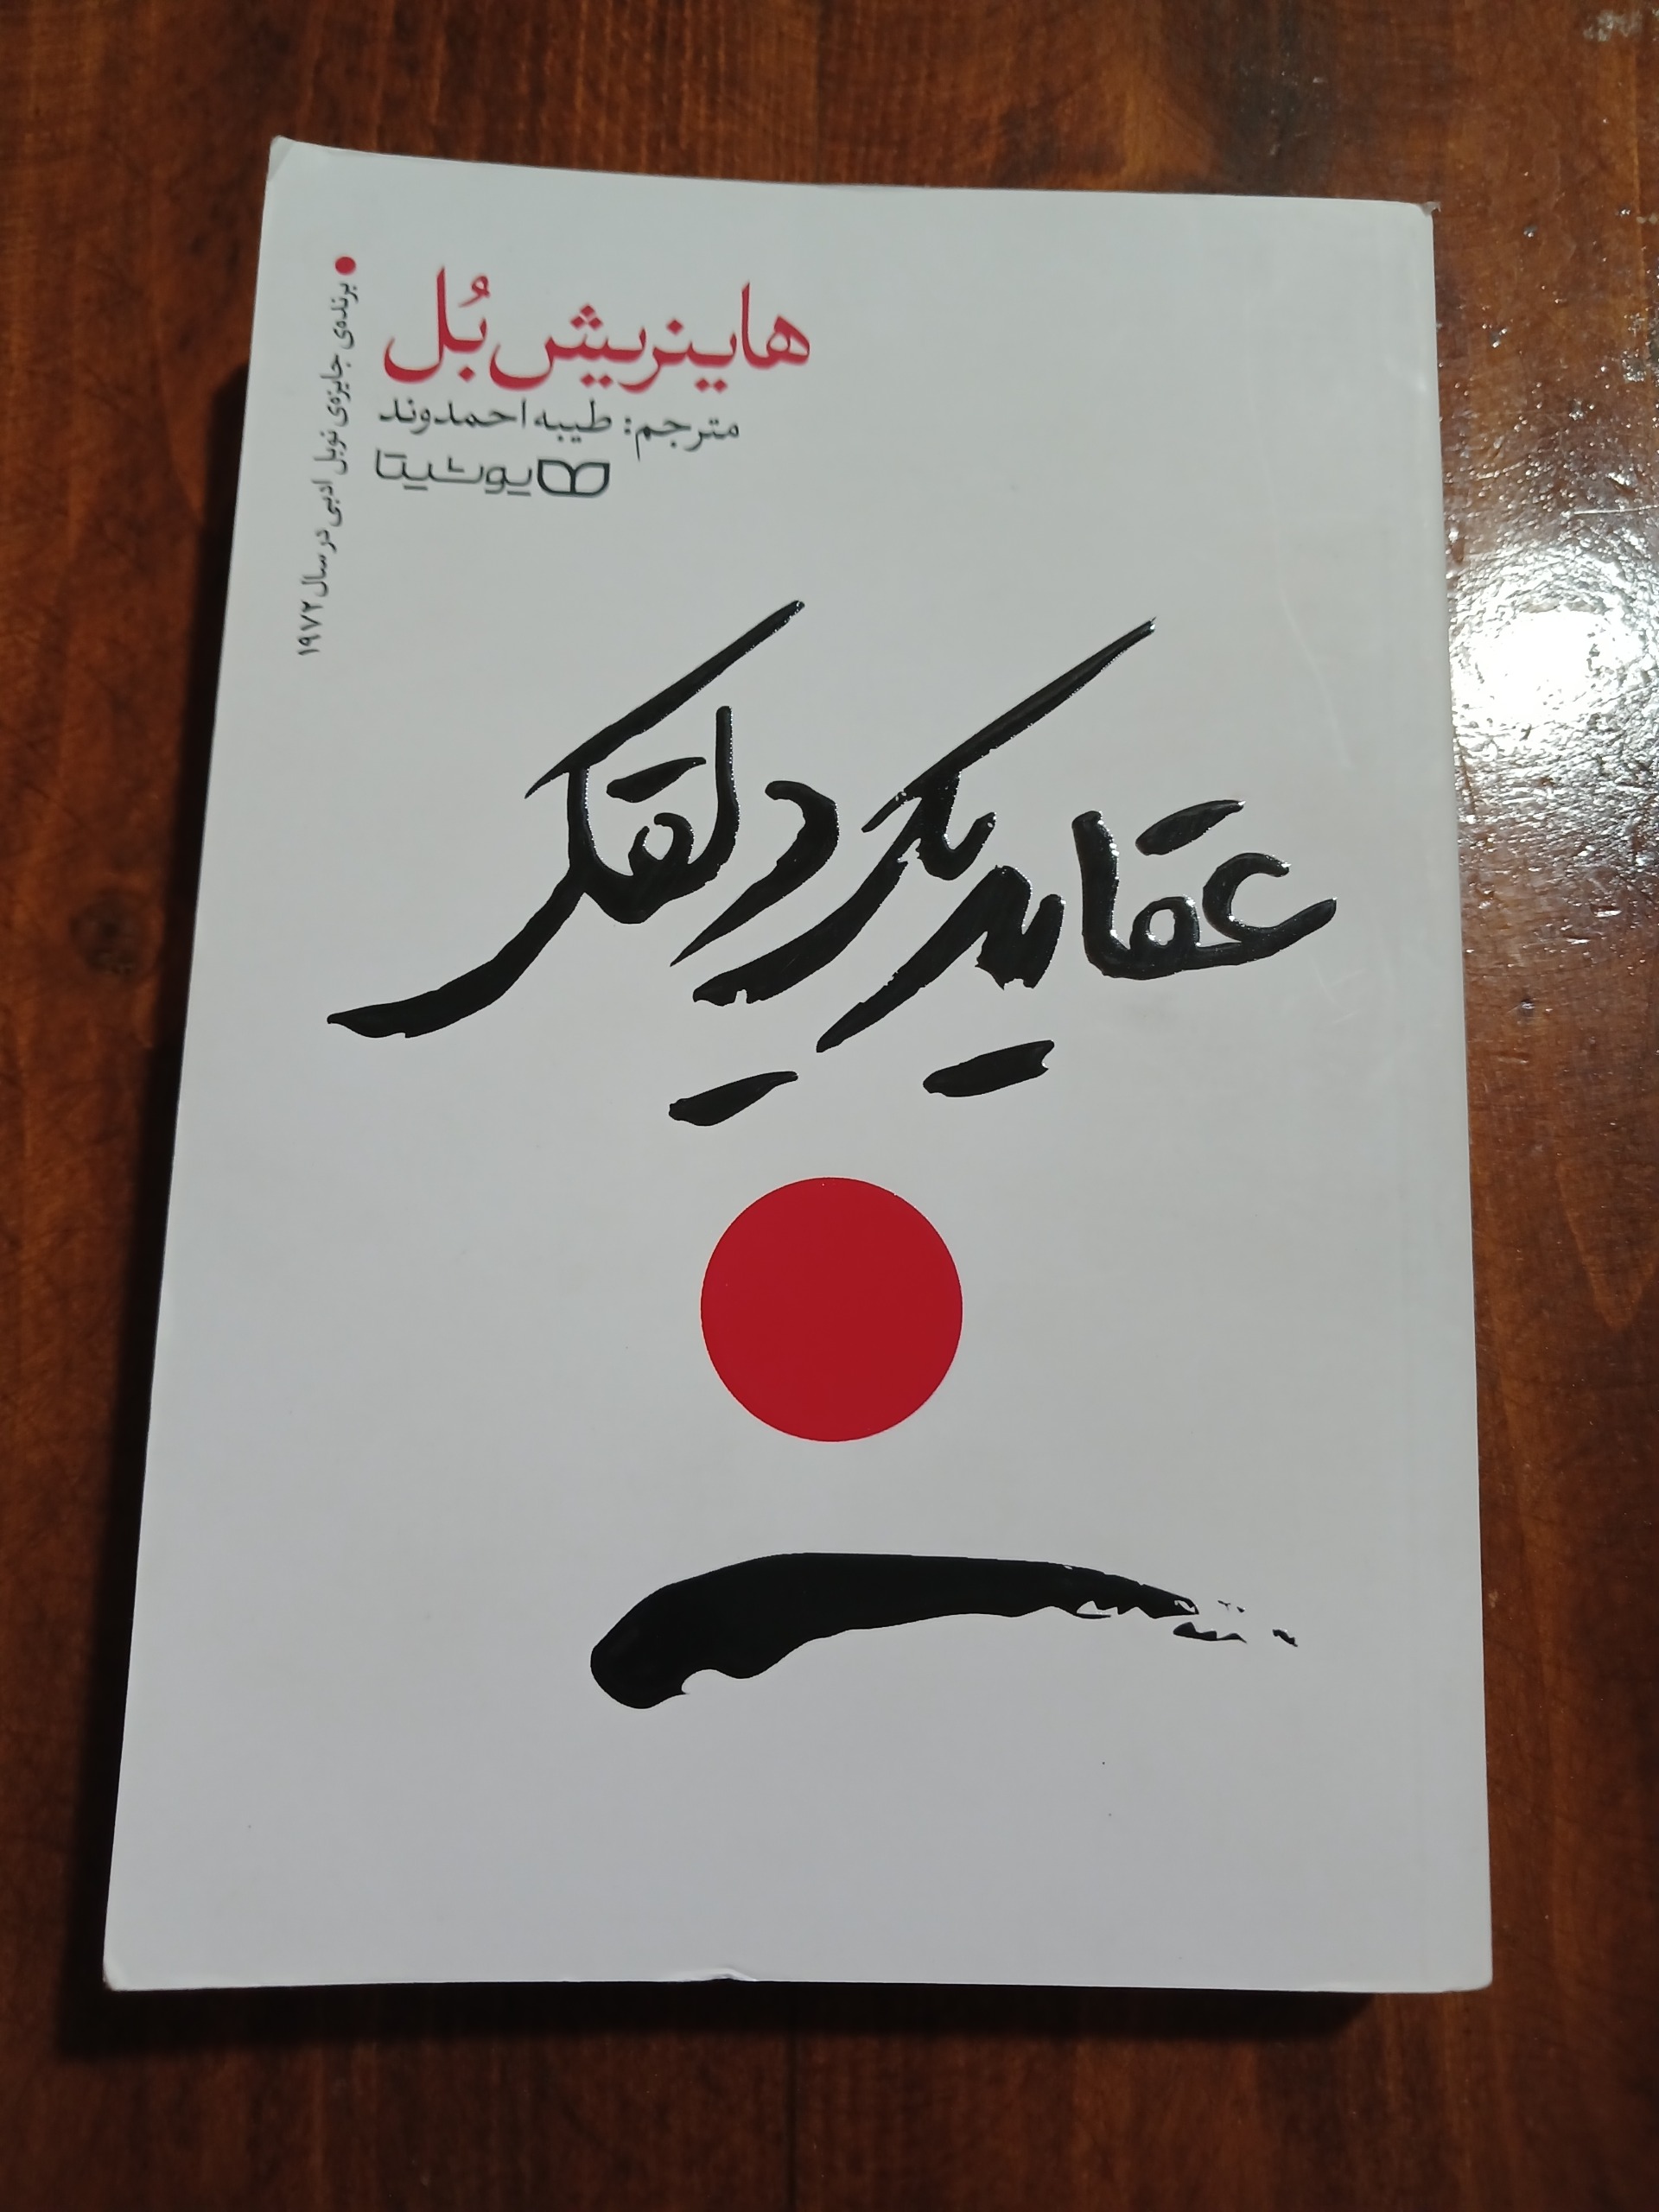 هاینریش بُل
مترجم: طیبه احمدوند
یوشیتا
برنده‌ی جایزه‌ی نوبل ادبی در سال ۱۹۷۲
عقاید یک دلقک